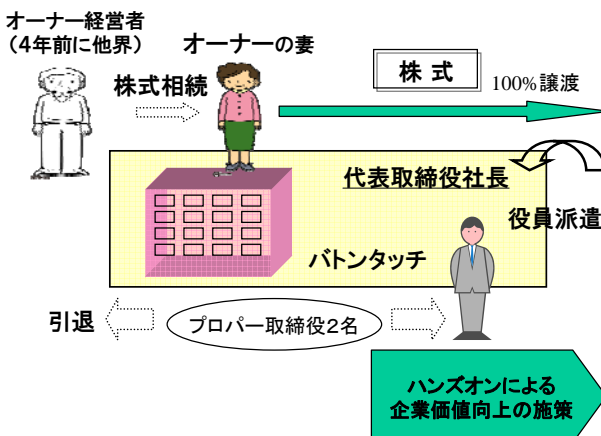 オーナー経営者
（4年前に他界）
オーナーの妻
株式相続
株 式
100%譲渡
代表取締役社長
役員派遣
バトンタッチ
引退
プロパー取締役2名
ハンズオンによる
企業価値向上の施策